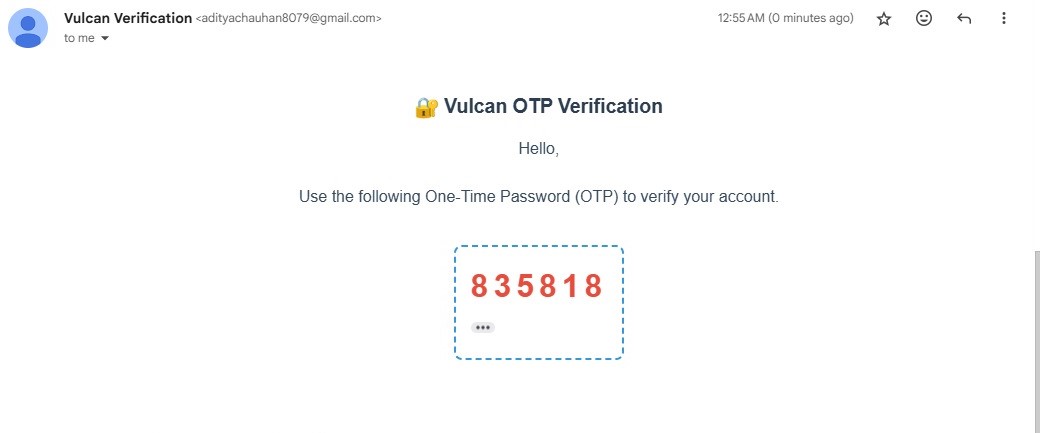 Vulcan Verification <adityachauhan8079@gmail.com> 12:55 AM (0 minutes ago)
to me
Vulcan OTP Verification
Hello,
Use the following One-Time Password (OTP) to verify your account.
835818